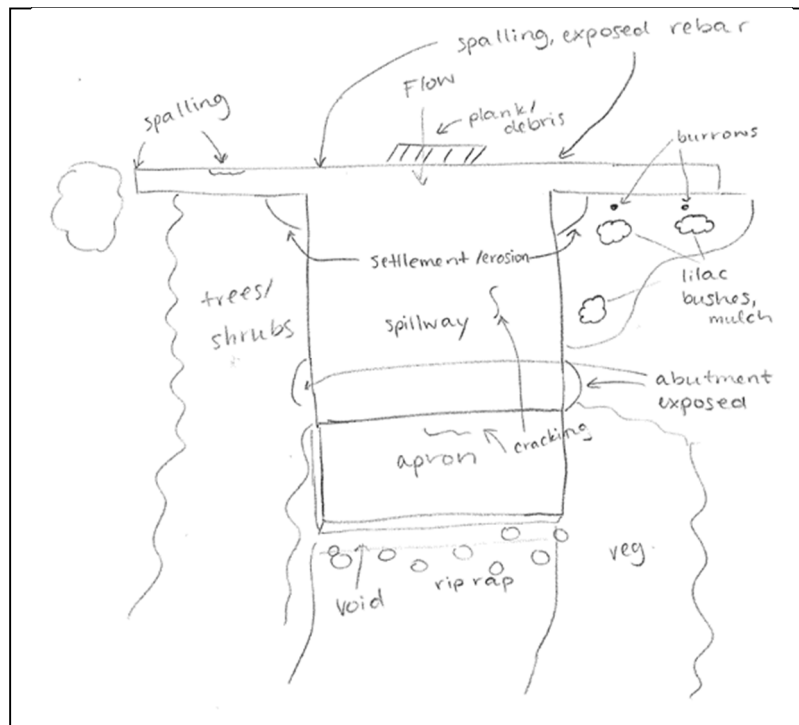 spalling, exposed rebar
Flow
plank/
debris
spalling
burrows
settlement/erosion
lilac
bushes,
mulch
trees/
shrubs
spillway
abutment
exposed
cracking
apron
veg.
void
rip rap